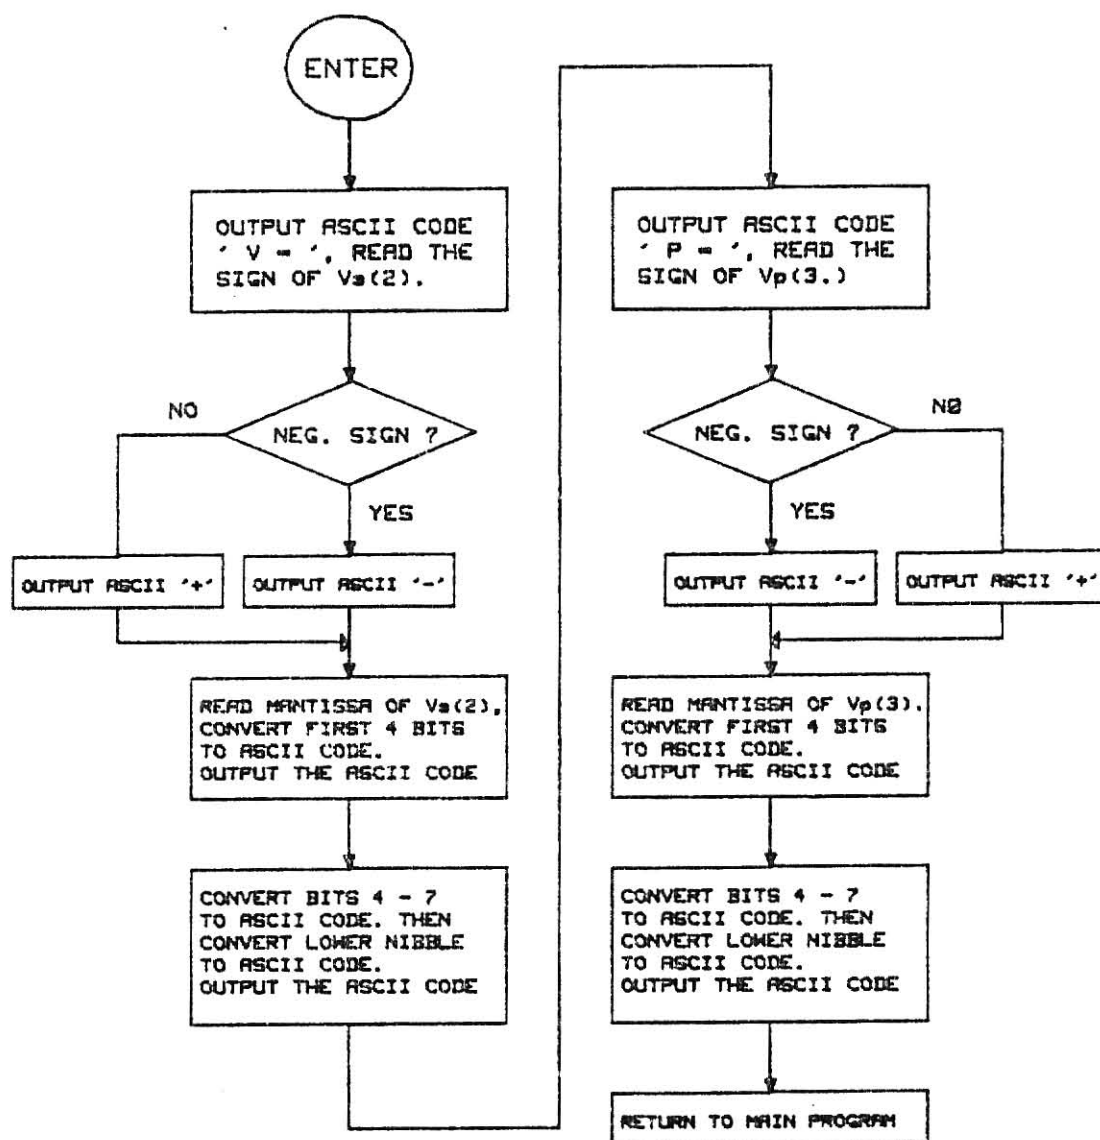 ENTER
OUTPUT ASCII CODE
' V = ', READ THE
SIGN OF Vs(2).
NEG. SIGN ?
NO
YES
OUTPUT ASCII '+'
OUTPUT ASCII '-'
READ MANTISSA OF Vs(2),
CONVERT FIRST 4 BITS
TO ASCII CODE.
OUTPUT THE ASCII CODE
CONVERT BITS 4 - 7
TO ASCII CODE. THEN
CONVERT LOWER NIBBLE
TO ASCII CODE.
OUTPUT THE ASCII CODE
OUTPUT ASCII CODE
' P = ', READ THE
SIGN OF Vp(3.)
NEG. SIGN ?
NO
YES
OUTPUT ASCII '-'
OUTPUT ASCII '+'
READ MANTISSA OF Vp(3).
CONVERT FIRST 4 BITS
TO ASCII CODE.
OUTPUT THE ASCII CODE
CONVERT BITS 4 - 7
TO ASCII CODE. THEN
CONVERT LOWER NIBBLE
TO ASCII CODE.
OUTPUT THE ASCII CODE
RETURN TO MAIN PROGRAM